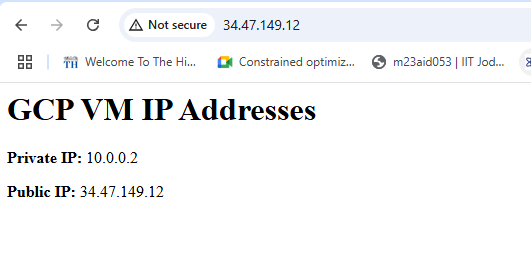 Not secure 34.47.149.12
TH Welcome To The Hi... Constrained optimiz... m23aid053 | IIT Jod...
GCP VM IP Addresses
Private IP: 10.0.0.2
Public IP: 34.47.149.12